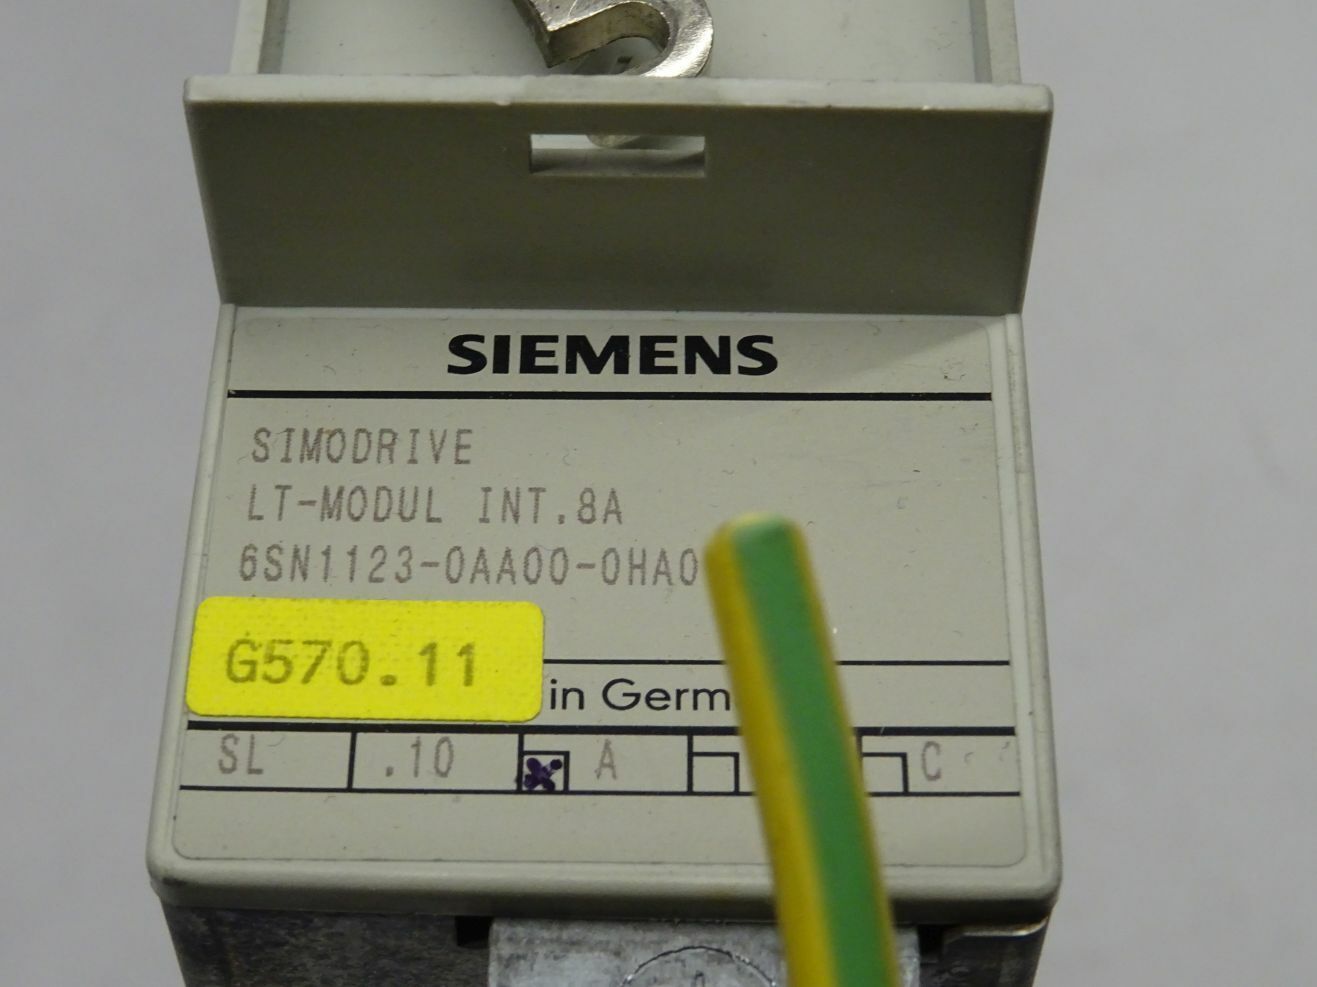 SIEMENS
SIMODRIVE
LT-MODUL INT.8A
6SN1123-0AA00-0HA0
G570.11
in Germ
SL .10 A C